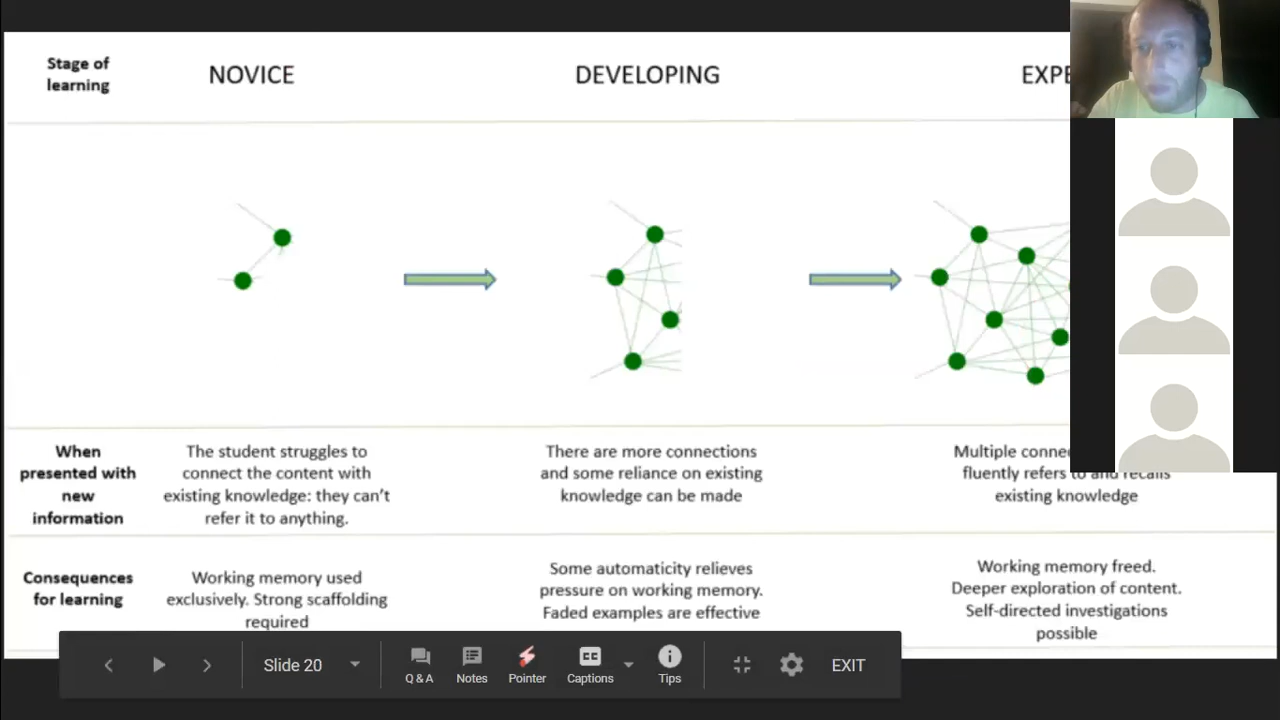 Stage of
learning
NOVICE
DEVELOPING
When
presented with
new
information
The student struggles to
connect the content with
existing knowledge: they can't
refer it to anything.
There are more connections
and some reliance on existing
knowledge can be made
Multiple
fluently refers to and recalls
existing knowledge
Consequences
for learning
Working memory used
exclusively. Strong scaffolding
required
Some automaticity relieves
pressure on working memory.
Faded examples are effective
Working memory freed.
Deeper exploration of content.
Self-directed investigations
possible
Slide 20
Q & A
Notes
Pointer
CC
Captions
Tips
EXIT